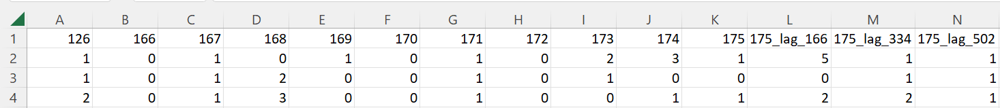 A B C D E F G H I J K L M N
1 126 166 167 168 169 170 171 172 173 174 175 175_lag_166 175_lag_334 175_lag_502
2 1 0 1 0 1 0 1 0 2 3 1 5 1 1
3 1 0 1 2 0 0 1 0 1 0 0 0 1 1
4 2 0 1 3 0 0 1 0 0 1 1 2 2 1